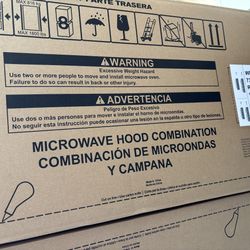 PARTE TRASERA
MAX 1800 lbs
WARNING
Excessive Weight Hazard
Use two or more people to move and install microwave oven.
Failure to do so can result in back or other injury.
ADVERTENCIA
Peligro de Peso Excesivo
Use dos o más personas para mover e instalar el horno de microondas.
No seguir esta instrucción puede ocasionar una lesión en la espalda u otro tipo de lesiones.
MICROWAVE HOOD COMBINATION
COMBINACIÓN DE MICROONDAS
Y CAMPANA